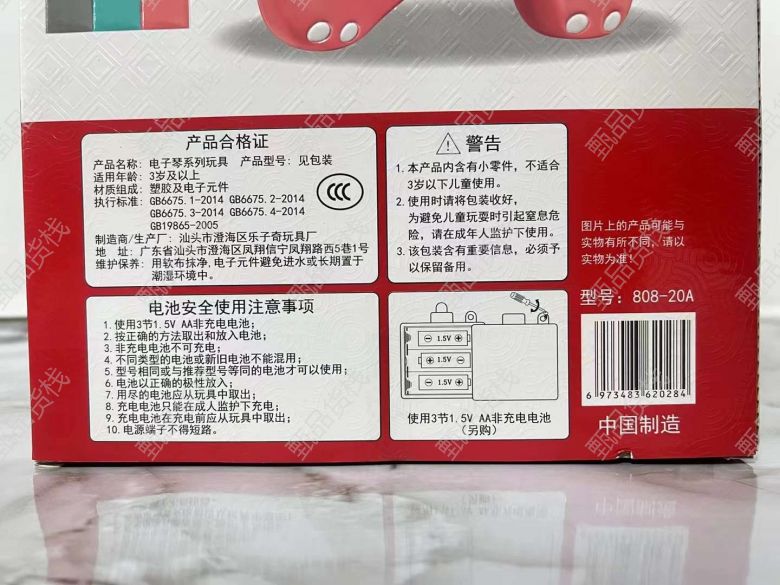 产品合格证
产品名称：电子琴系列玩具 产品型号：见包装
适用年龄：3岁及以上
材质组成：塑胶及电子元件
执行标准：GB6675.1-2014 GB6675.2-2014
GB6675.3-2014 GB6675.4-2014
GB19865-2005
制造商/生产厂：汕头市澄海区乐子奇玩具厂
地 址：广东省汕头市澄海区凤翔信宁凤翔路西5巷1号
维护保养：用软布抹净,电子元件避免进水或长期置于
潮湿环境中。
CCC
警告
1.本产品内含有小零件，不适合
3岁以下儿童使用。
2.使用时请将包装收好，
为避免儿童玩耍时引起窒息危
险，请在成年人监护下使用。
3.该包装含有重要信息，必须予
以保留备用。
图片上的产品可能与
实物有所不同，请以
实物为准！
型号：808-20A
6 973483 620284
中国制造
电池安全使用注意事项
1.使用3节1.5V AA非充电电池；
2.按正确的方法取出和放入电池；
3.非充电电池不可充电；
4.不同类型的电池或新旧电池不能混用；
5.型号相同或与推荐型号等同的电池才可以使用；
6.电池以正确的极性放入；
7.用尽的电池应从玩具中取出；
8.充电电池只能在成人监护下充电；
9.充电电池在充电前应从玩具中取出；
10.电源端子不得短路。
1.5V
1.5V
1.5V
使用3节1.5V AA非充电电池
（另购）
甄品货栈